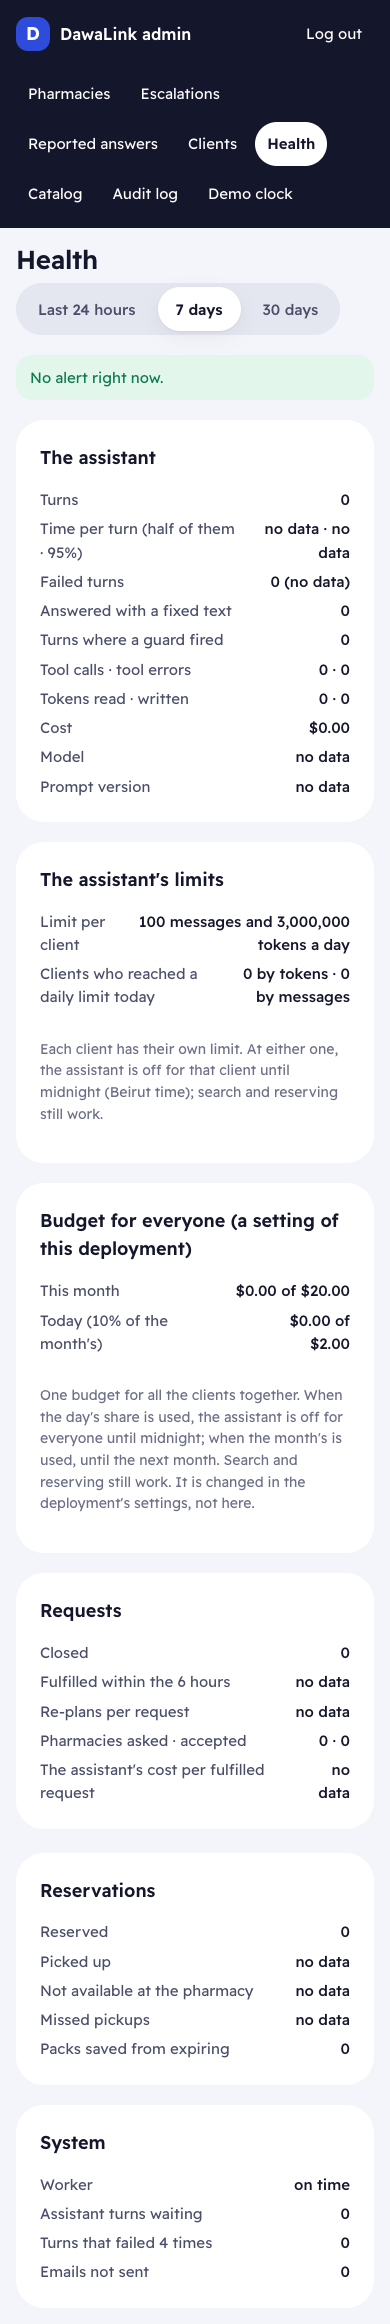 D DawaLink admin Log out
Pharmacies Escalations
Reported answers Clients Health
Catalog Audit log Demo clock
Health
Last 24 hours 7 days 30 days
No alert right now.
The assistant
Turns 0
Time per turn (half of them no data · no
· 95%) data
Failed turns 0 (no data)
Answered with a fixed text 0
Turns where a guard fired 0
Tool calls · tool errors 0 · 0
Tokens read · written 0 · 0
Cost $0.00
Model no data
Prompt version no data
The assistant's limits
Limit per 100 messages and 3,000,000
client tokens a day
Clients who reached a 0 by tokens · 0
daily limit today by messages
Each client has their own limit. At either one,
the assistant is off for that client until
midnight (Beirut time); search and reserving
still work.
Budget for everyone (a setting of
this deployment)
This month $0.00 of $20.00
Today (10% of the $0.00 of
month's) $2.00
One budget for all the clients together. When
the day's share is used, the assistant is off for
everyone until midnight; when the month's is
used, until the next month. Search and
reserving still work. It is changed in the
deployment's settings, not here.
Requests
Closed 0
Fulfilled within the 6 hours no data
Re-plans per request no data
Pharmacies asked · accepted 0 · 0
The assistant's cost per fulfilled no
request data
Reservations
Reserved 0
Picked up no data
Not available at the pharmacy no data
Missed pickups no data
Packs saved from expiring 0
System
Worker on time
Assistant turns waiting 0
Turns that failed 4 times 0
Emails not sent 0